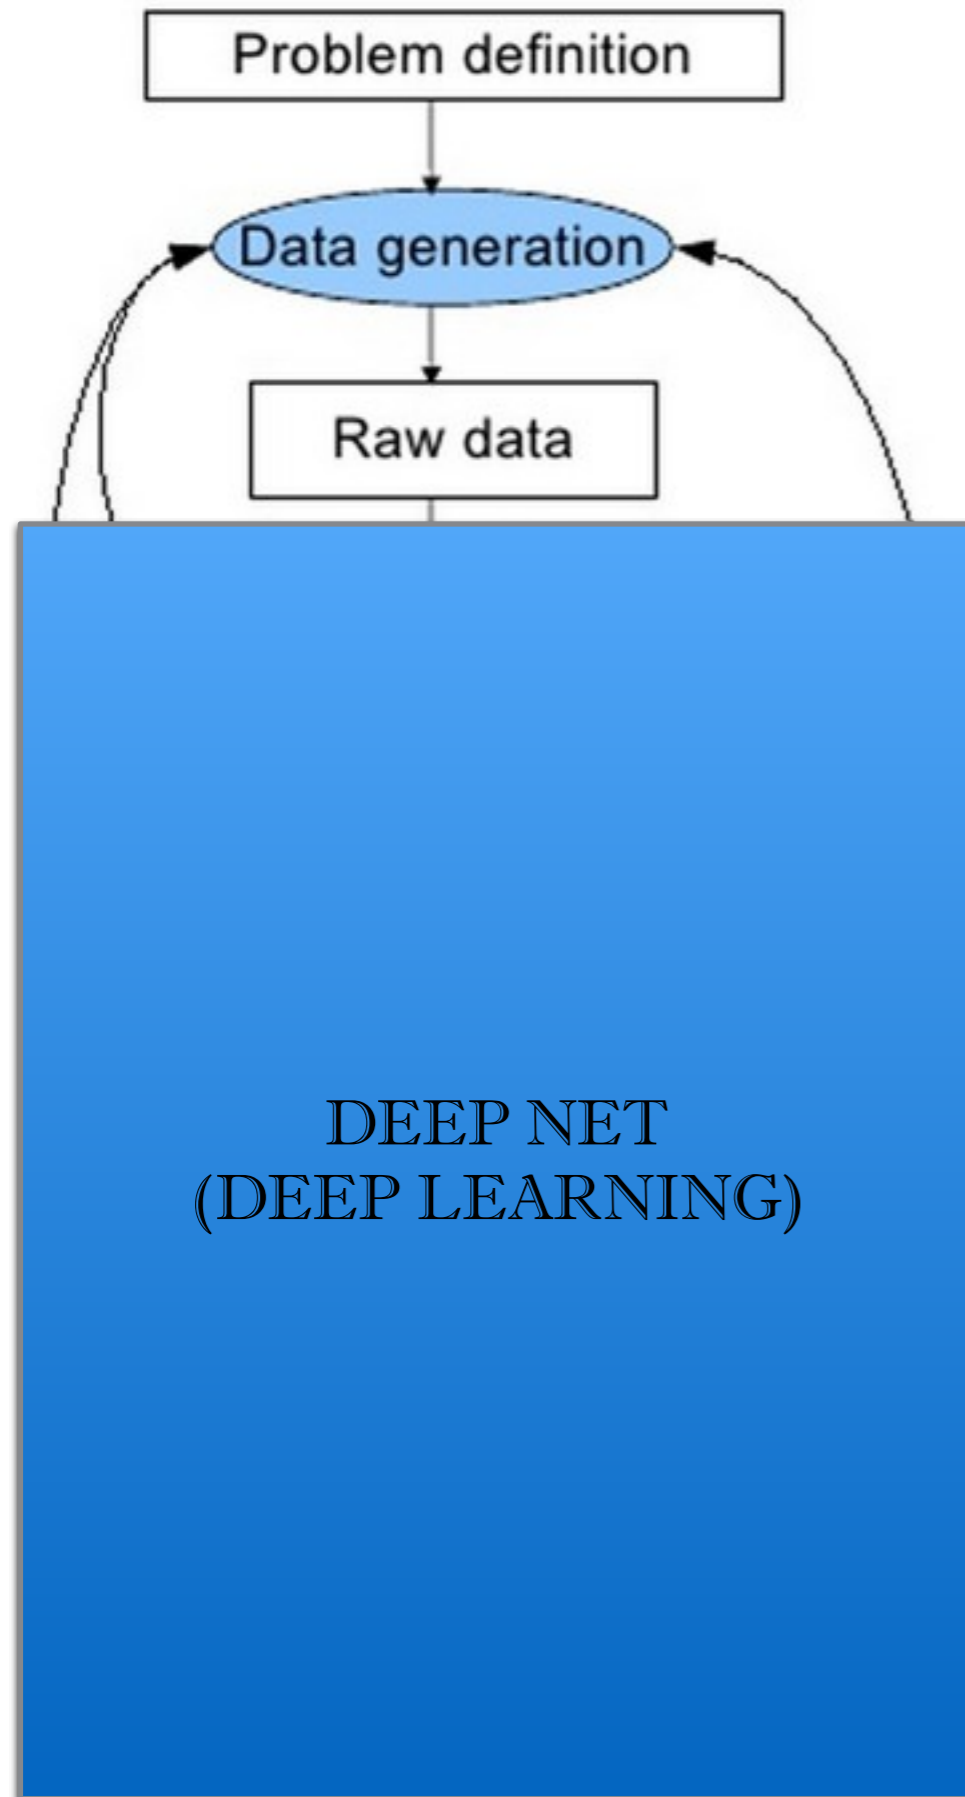 Problem definition
Data generation
Raw data
DEEP NET
(DEEP LEARNING)